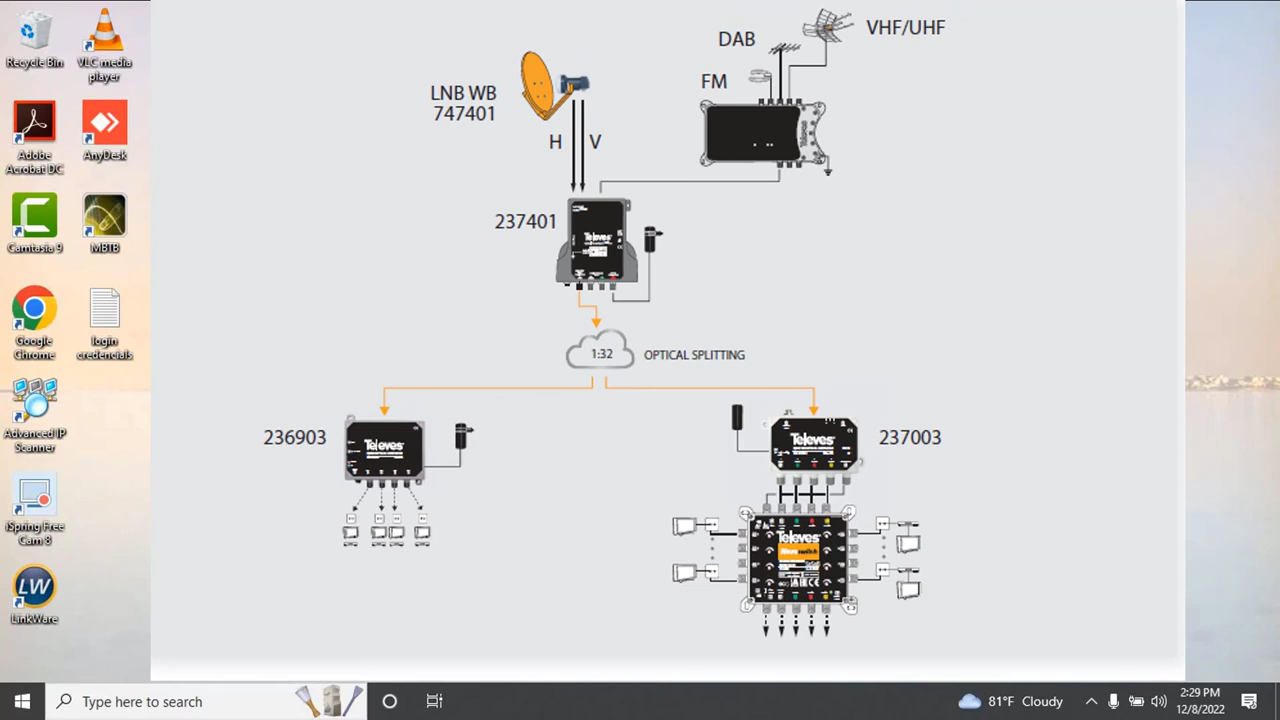 Recycle Bin
VLC media
player
Adobe
Acrobat DC
AnyDesk
Camtasia 9
MBTB
Google
Chrome
login
credencials
Advanced IP
Scanner
iSpring Free
Cam 8
LW
LinkWare
VHF/UHF
DAB
FM
LNB WB
747401
H
V
Televes
237401
Televes
1:32
OPTICAL SPLITTING
236903
Televes
Televes
237003
Televes
Type here to search
81°F Cloudy
2:29 PM
12/8/2022